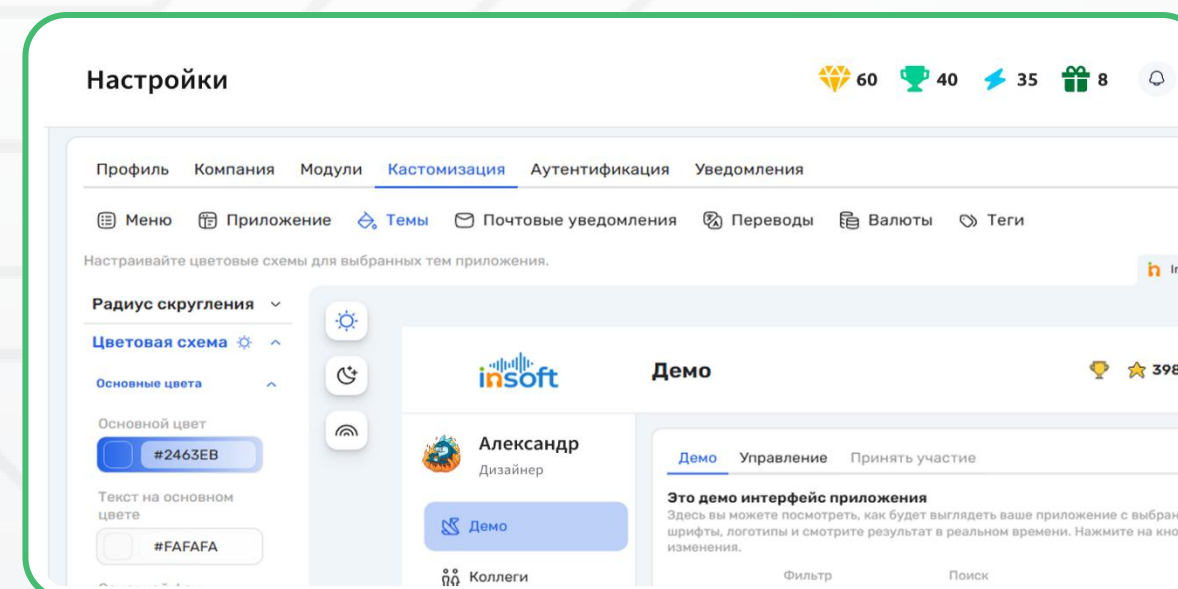 Настройки 60 40 35 8
Профиль Компания Модули Кастомизация Аутентификация Уведомления
Меню Приложение Темы Почтовые уведомления Переводы Валюты Теги
Настраивайте цветовые схемы для выбранных тем приложения.
in
Радиус скругления
Цветовая схема
Основные цвета
Основной цвет
#2463EB
Текст на основном
цвете
#FAFAFA
insoft
Демо 398
Александр
Дизайнер
Демо
Коллеги
Демо Управление Принять участие
Это демо интерфейс приложения
Здесь вы можете посмотреть, как будет выглядеть ваше приложение с
шрифты, логотипы и смотрите результат в реальном времени. Нажмите на
изменения.
Фильтр Поиск